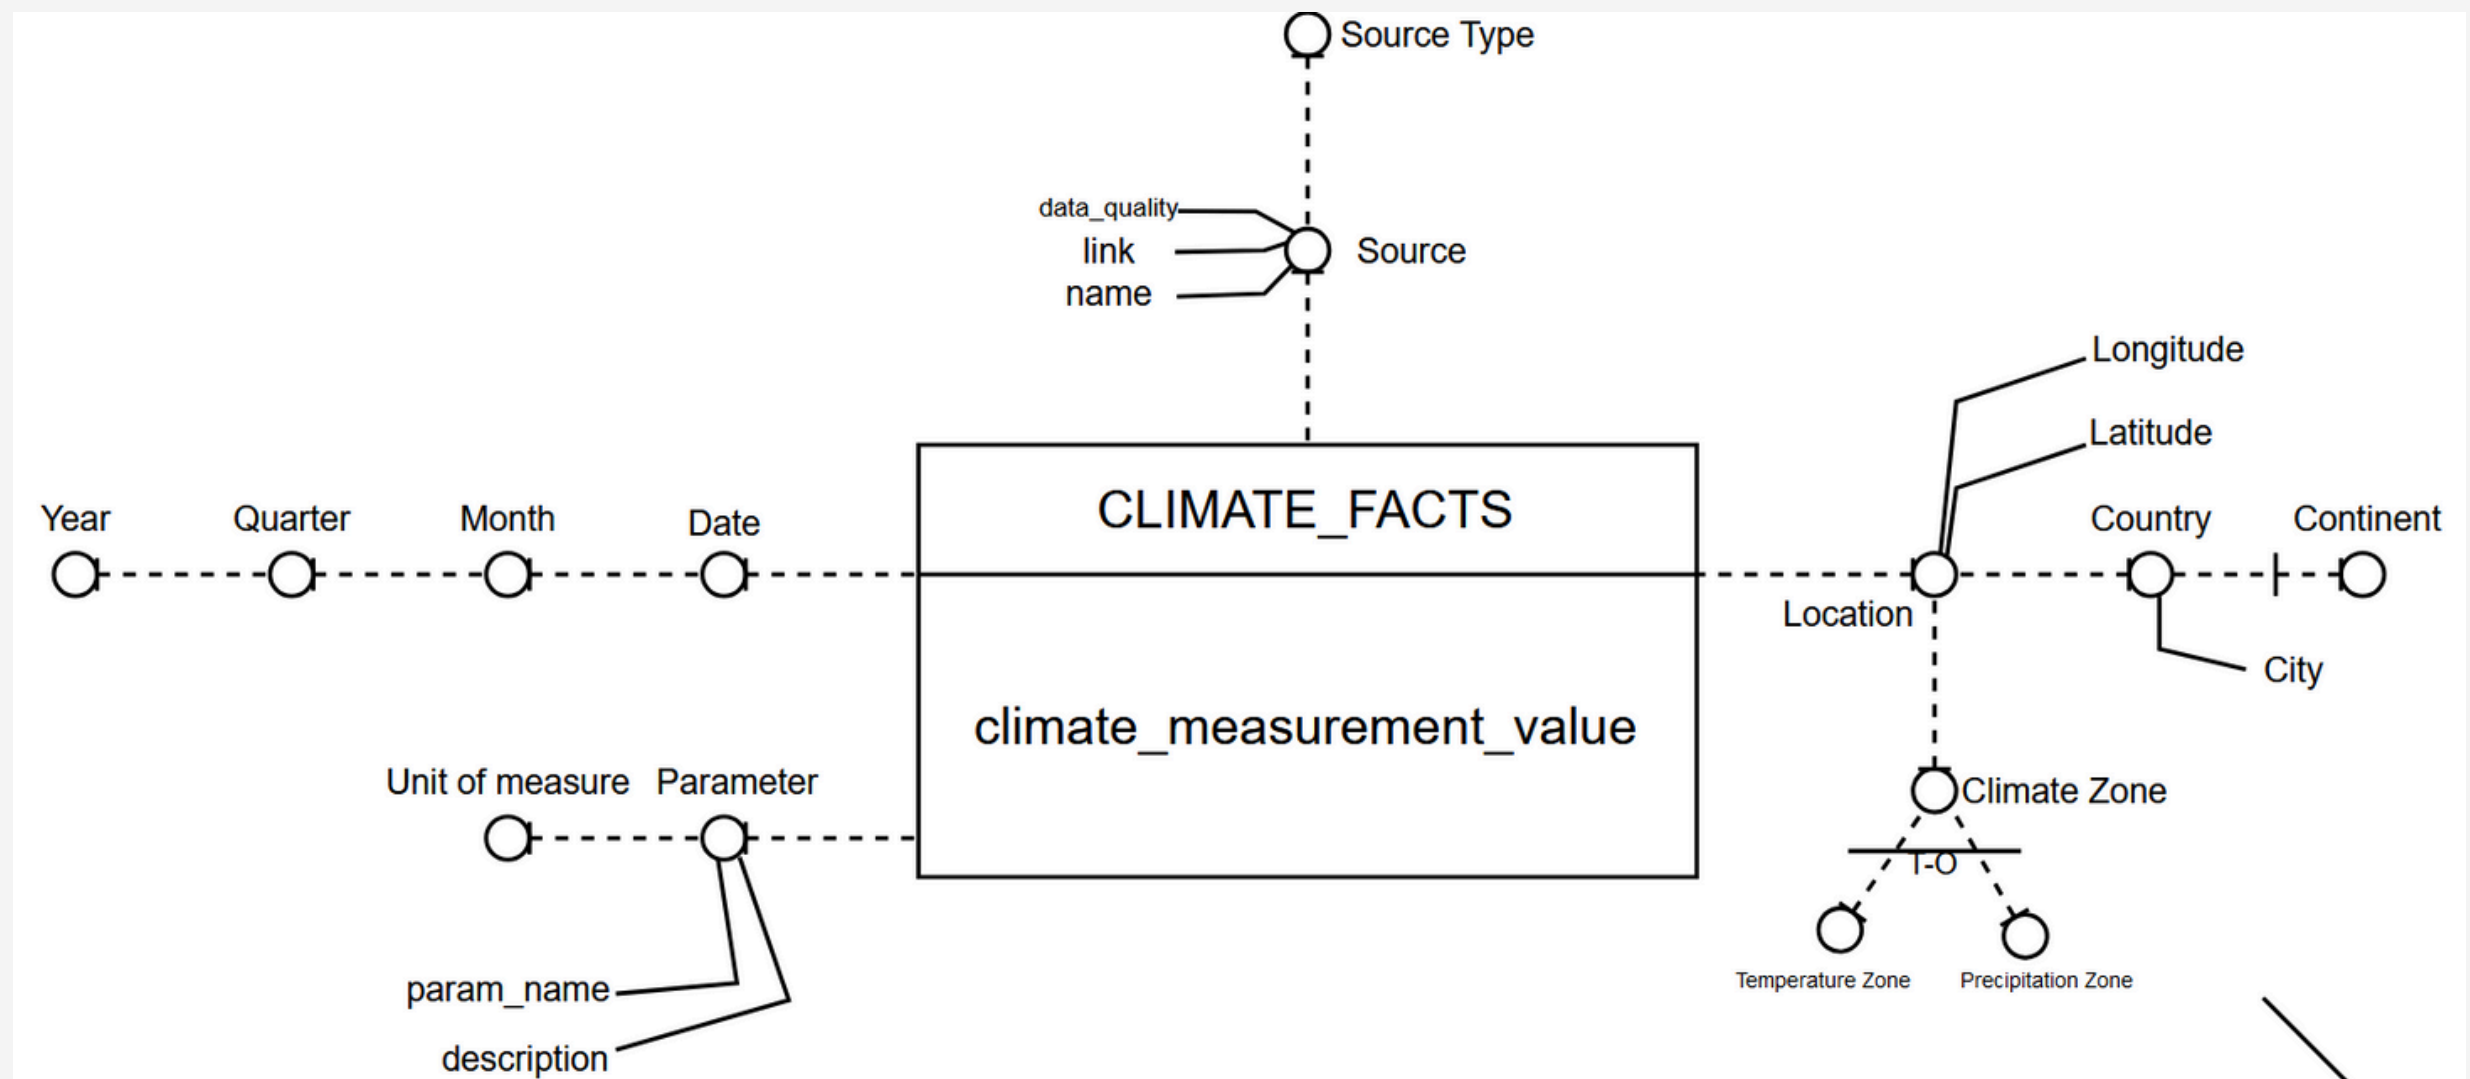 Source Type
data_quality
link
name
Source
Longitude
Latitude
Year
Quarter
Month
Date
CLIMATE_FACTS
Country
Continent
Location
City
climate_measurement_value
Unit of measure
Parameter
Climate Zone
T-O
Temperature Zone
Precipitation Zone
param_name
description